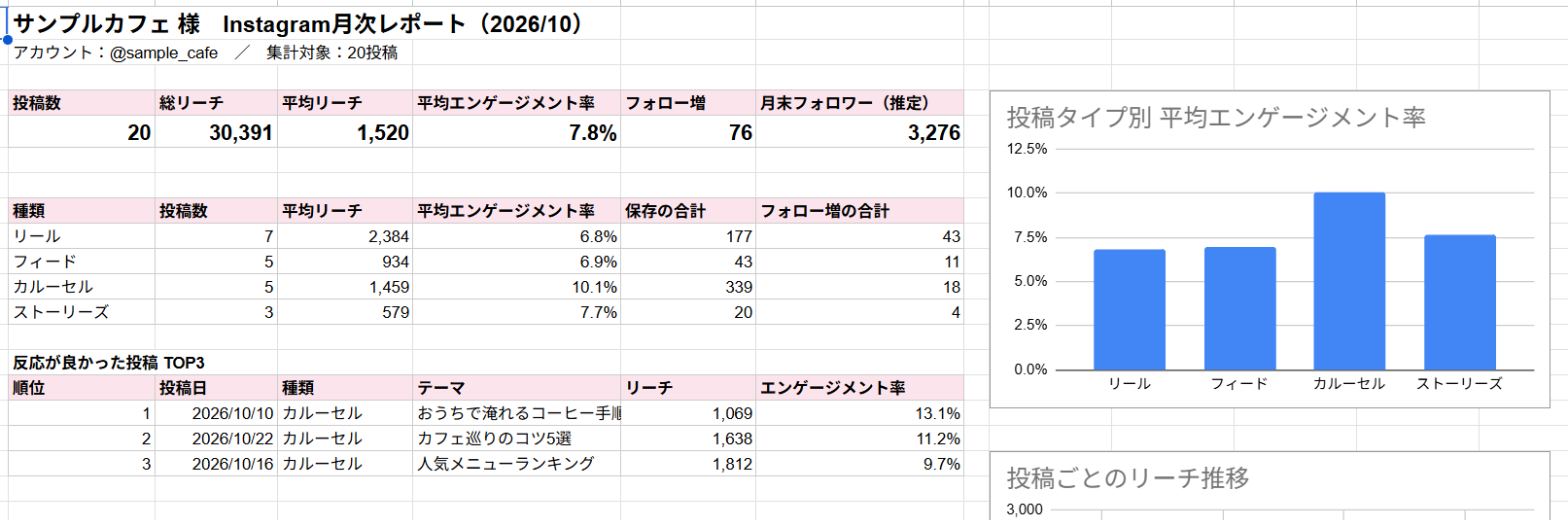 サンプルカフェ 様　Instagram月次レポート（2026/10）
アカウント：@sample_cafe　／　集計対象：20投稿
投稿数 総リーチ 平均リーチ 平均エンゲージメント率 フォロー増 月末フォロワー（推定）
20 30,391 1,520 7.8% 76 3,276
種類 投稿数 平均リーチ 平均エンゲージメント率 保存の合計 フォロー増の合計
リール 7 2,384 6.8% 177 43
フィード 5 934 6.9% 43 11
カルーセル 5 1,459 10.1% 339 18
ストーリーズ 3 579 7.7% 20 4
反応が良かった投稿 TOP3
順位 投稿日 種類 テーマ リーチ エンゲージメント率
1 2026/10/10 カルーセル おうちで淹れるコーヒー手順 1,069 13.1%
2 2026/10/22 カルーセル カフェ巡りのコツ5選 1,638 11.2%
3 2026/10/16 カルーセル 人気メニューランキング 1,812 9.7%
投稿タイプ別 平均エンゲージメント率
12.5%
10.0%
7.5%
5.0%
2.5%
0.0%
リール フィード カルーセル ストーリーズ
投稿ごとのリーチ推移
3,000